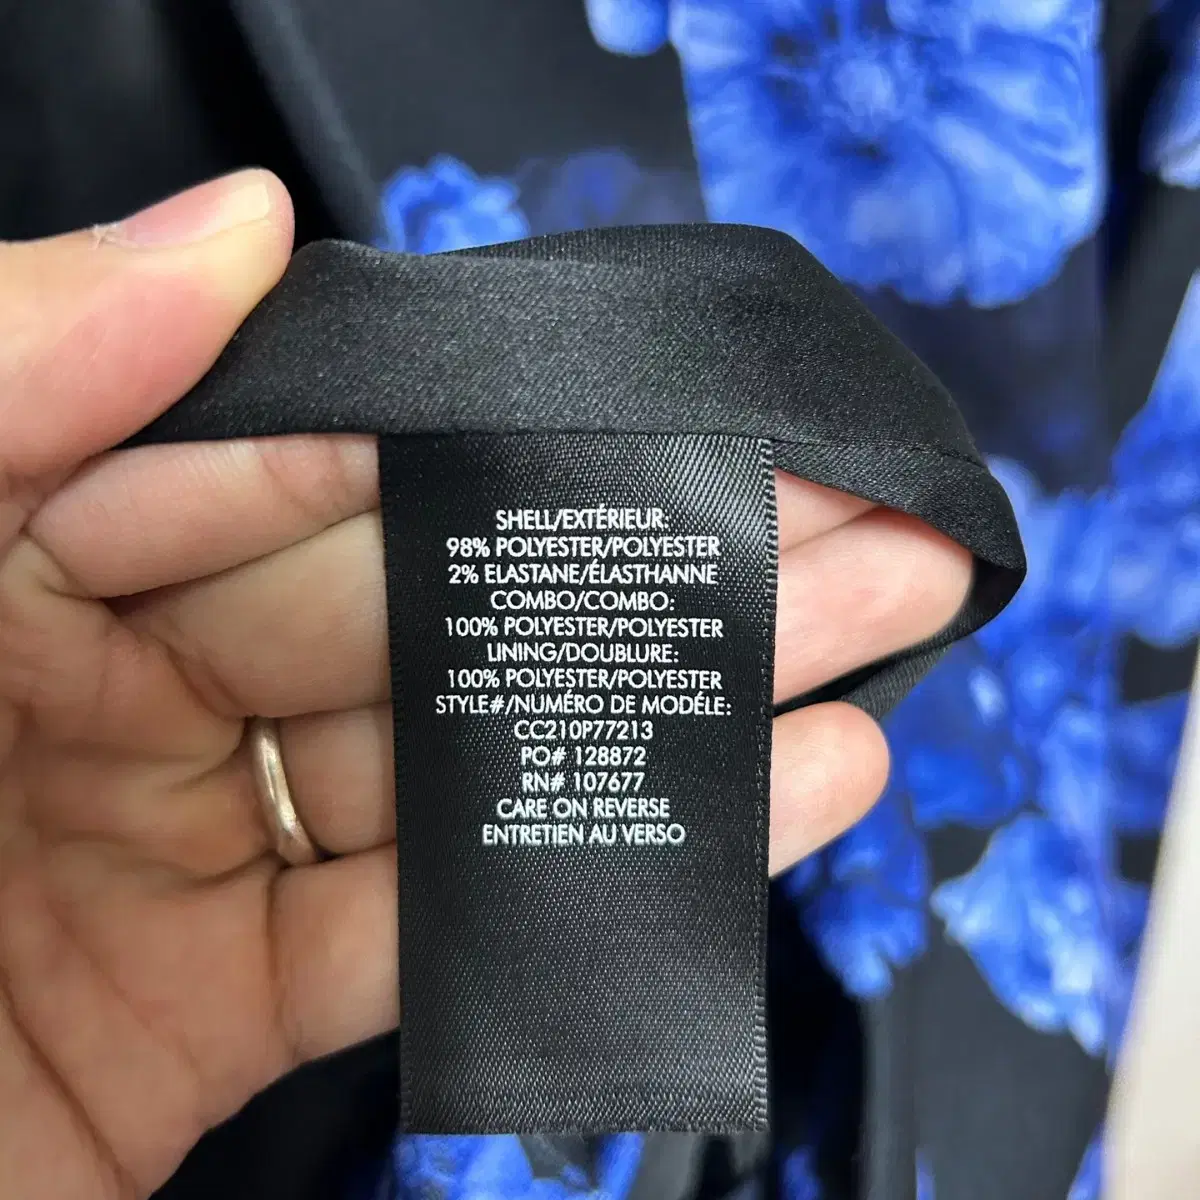 SHELL/EXTÉRIEUR:
98% POLYESTER/POLYESTER
2% ELASTANE/ÉLASTHANNE
COMBO/COMBO:
100% POLYESTER/POLYESTER
LINING/DOUBLURE:
100% POLYESTER/POLYESTER
STYLE#/NUMÉRO DE MODÉLE:
CC210P77213
PO# 128872
RN# 107677
CARE ON REVERSE
ENTRETIEN AU VERSO